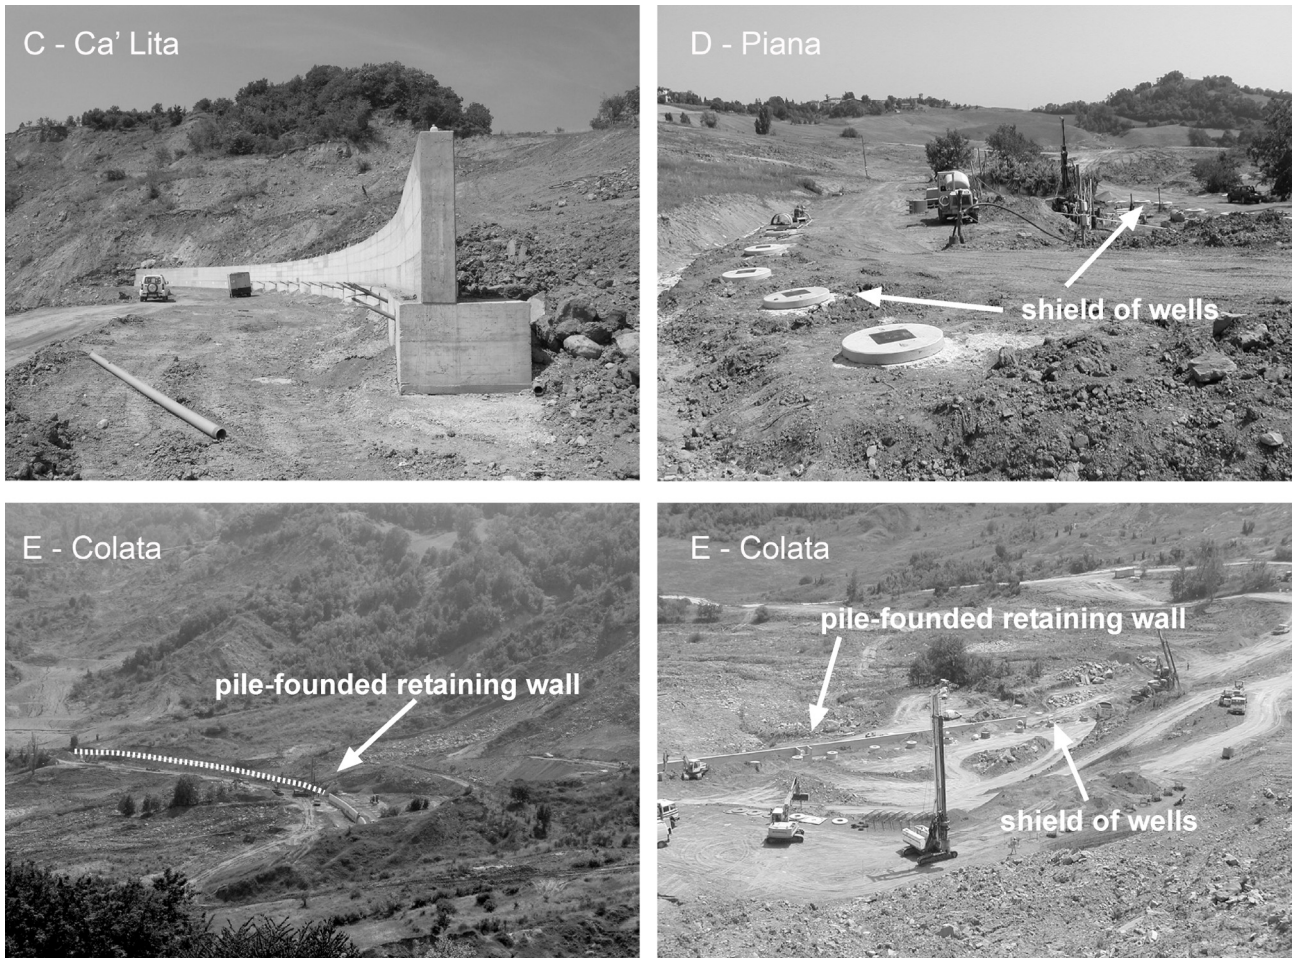 C - Ca' Lita
D - Piana
shield of wells
E - Colata
pile-founded retaining wall
E - Colata
pile-founded retaining wall
shield of wells